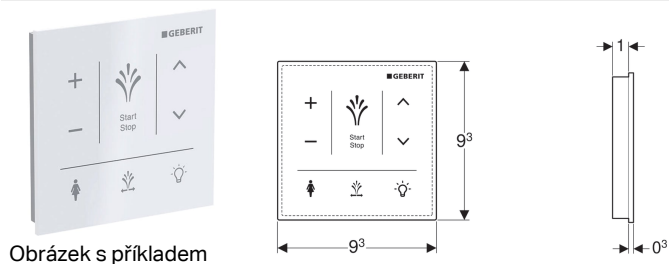 GEBERIT
+
−
Start
Stop
Obrázek s příkladem
GEBERIT
+
−
Start
Stop
9³
9³
1
0³